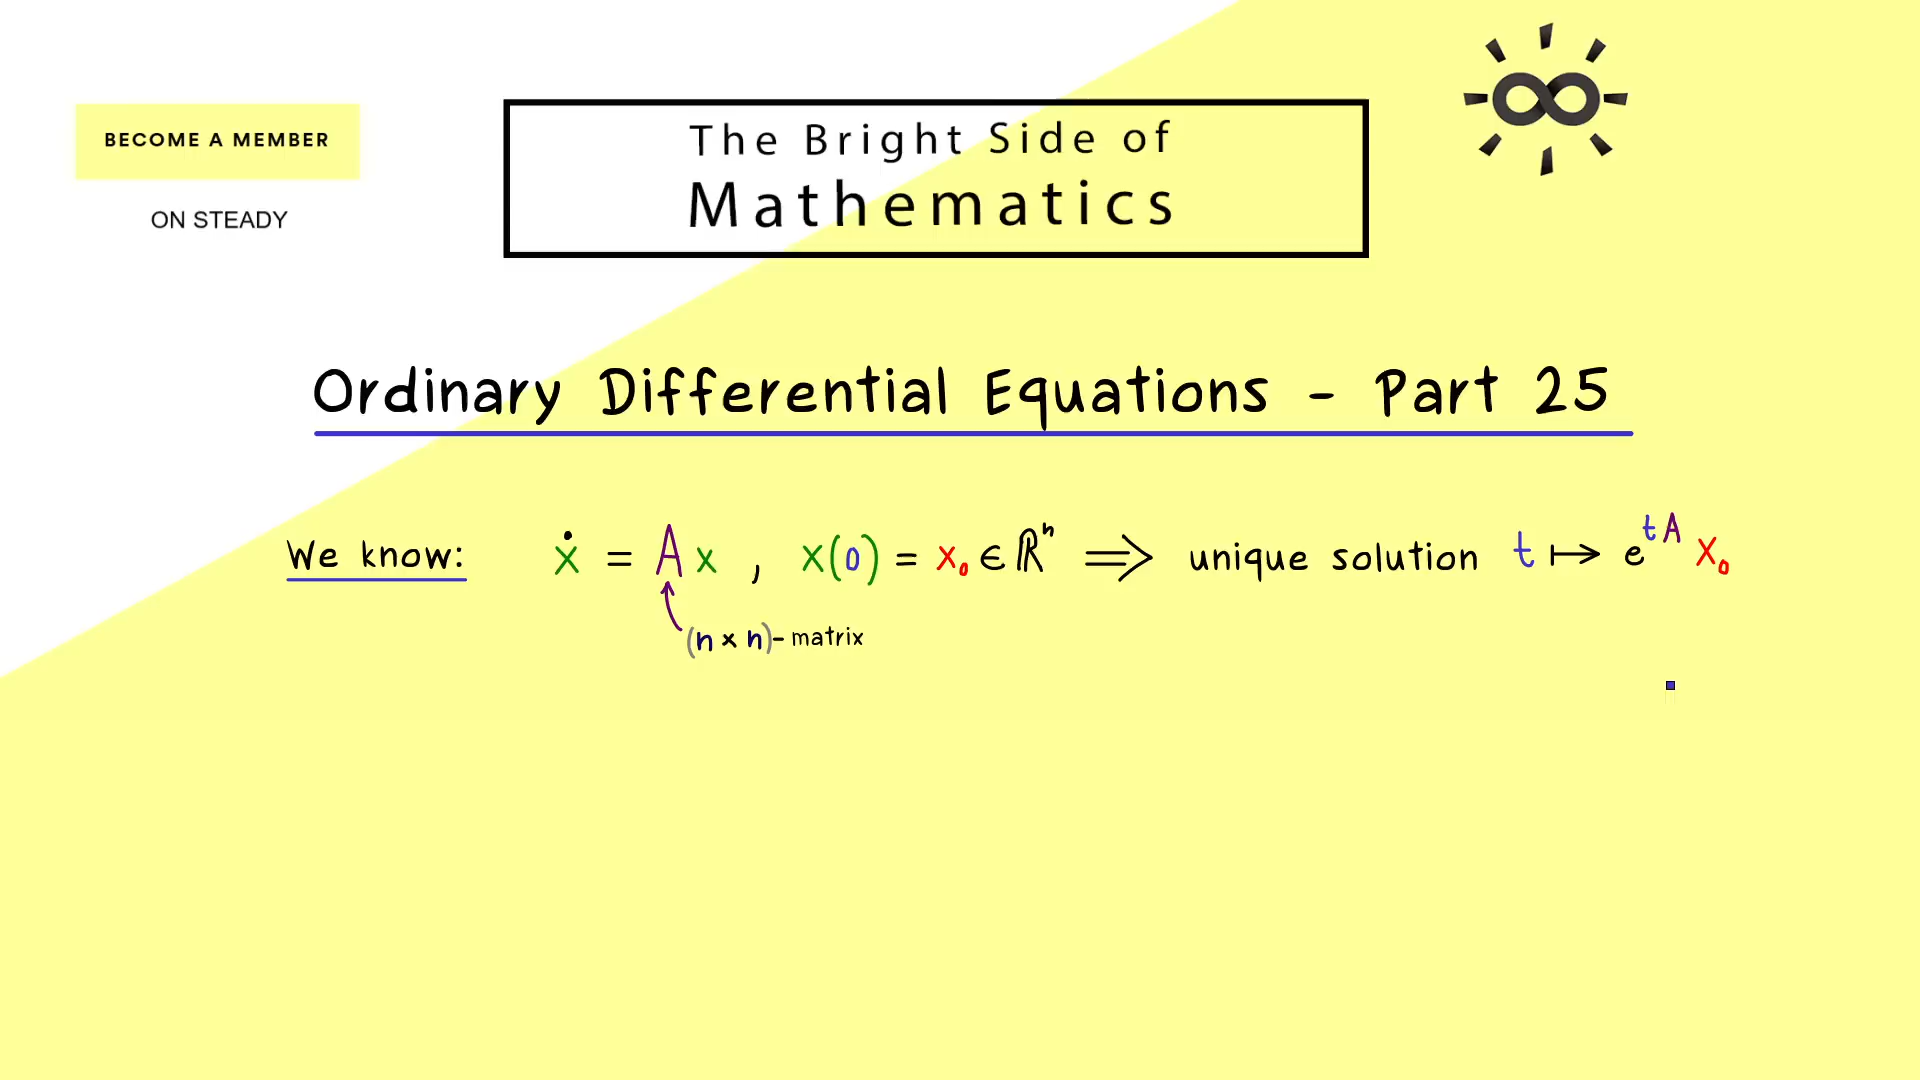 BECOME A MEMBER
ON STEADY
The Bright Side of
Mathematics
Ordinary Differential Equations - Part 25
We know: ẋ = A x , x(0) = x₀ ∈ ℝⁿ ⟹ unique solution t ↦ e^{tA} x₀
(n × n)-matrix